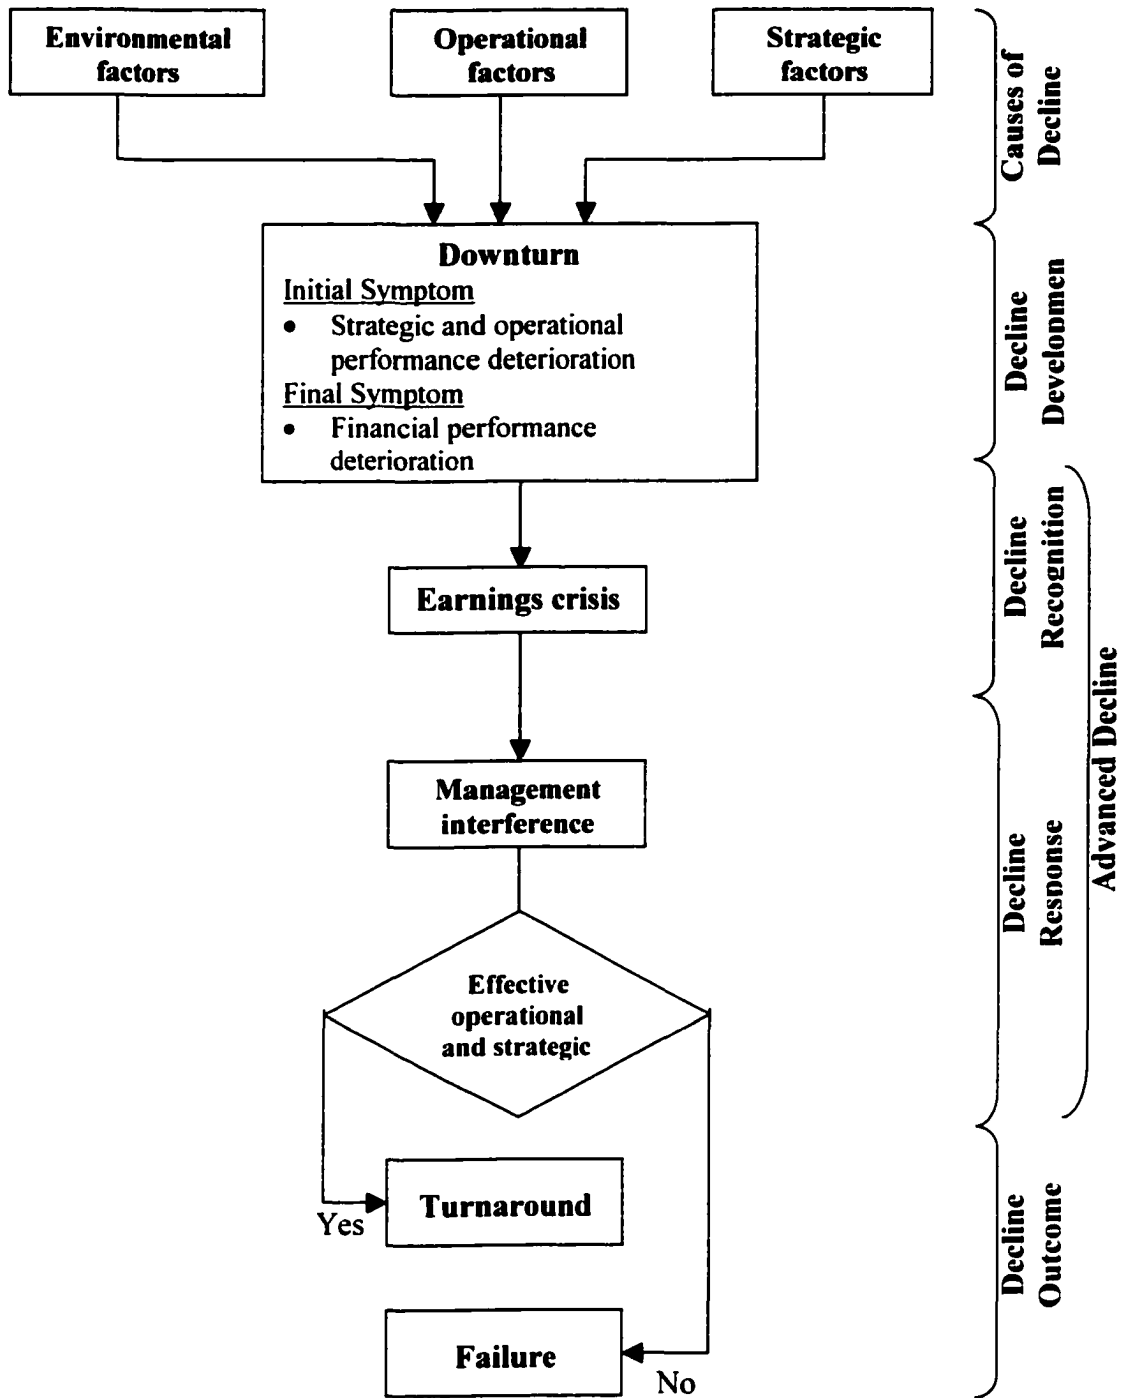 Environmental
factors
Operational
factors
Strategic
factors
Causes of
Decline
Downturn
Initial Symptom
• Strategic and operational
performance deterioration
Final Symptom
• Financial performance
deterioration
Decline
Developmen
Earnings crisis
Decline
Recognition
Management
interference
Effective
operational
and strategic
Decline
Response
Advanced Decline
Yes
Turnaround
Failure
No
Decline
Outcome